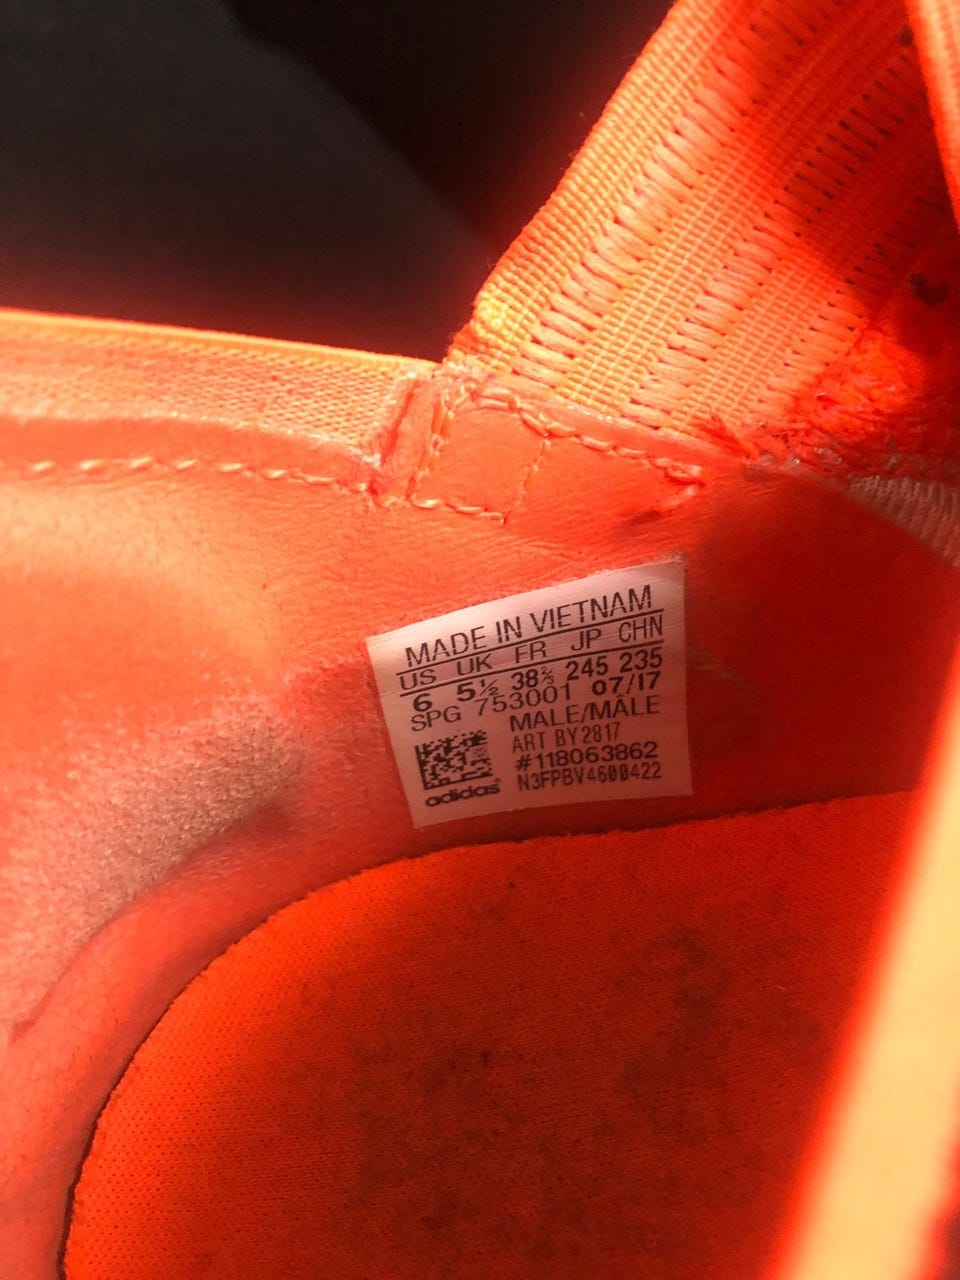 MADE IN VIETNAM
US UK FR JP CHN
6 5½ 38⅔ 245 235
SPG 753001 07/17
MALE/MÂLE
ART BY2817
#118063862
N3FPBV4600422
adidas